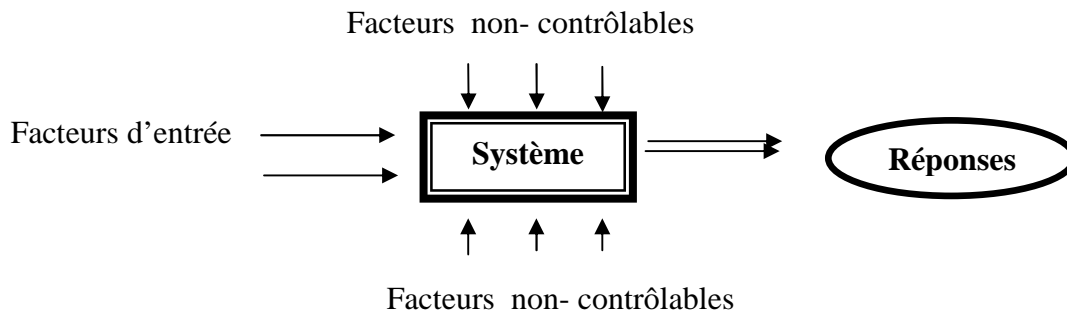 Facteurs non- contrôlables
Facteurs d’entrée
Système
Réponses
Facteurs non- contrôlables